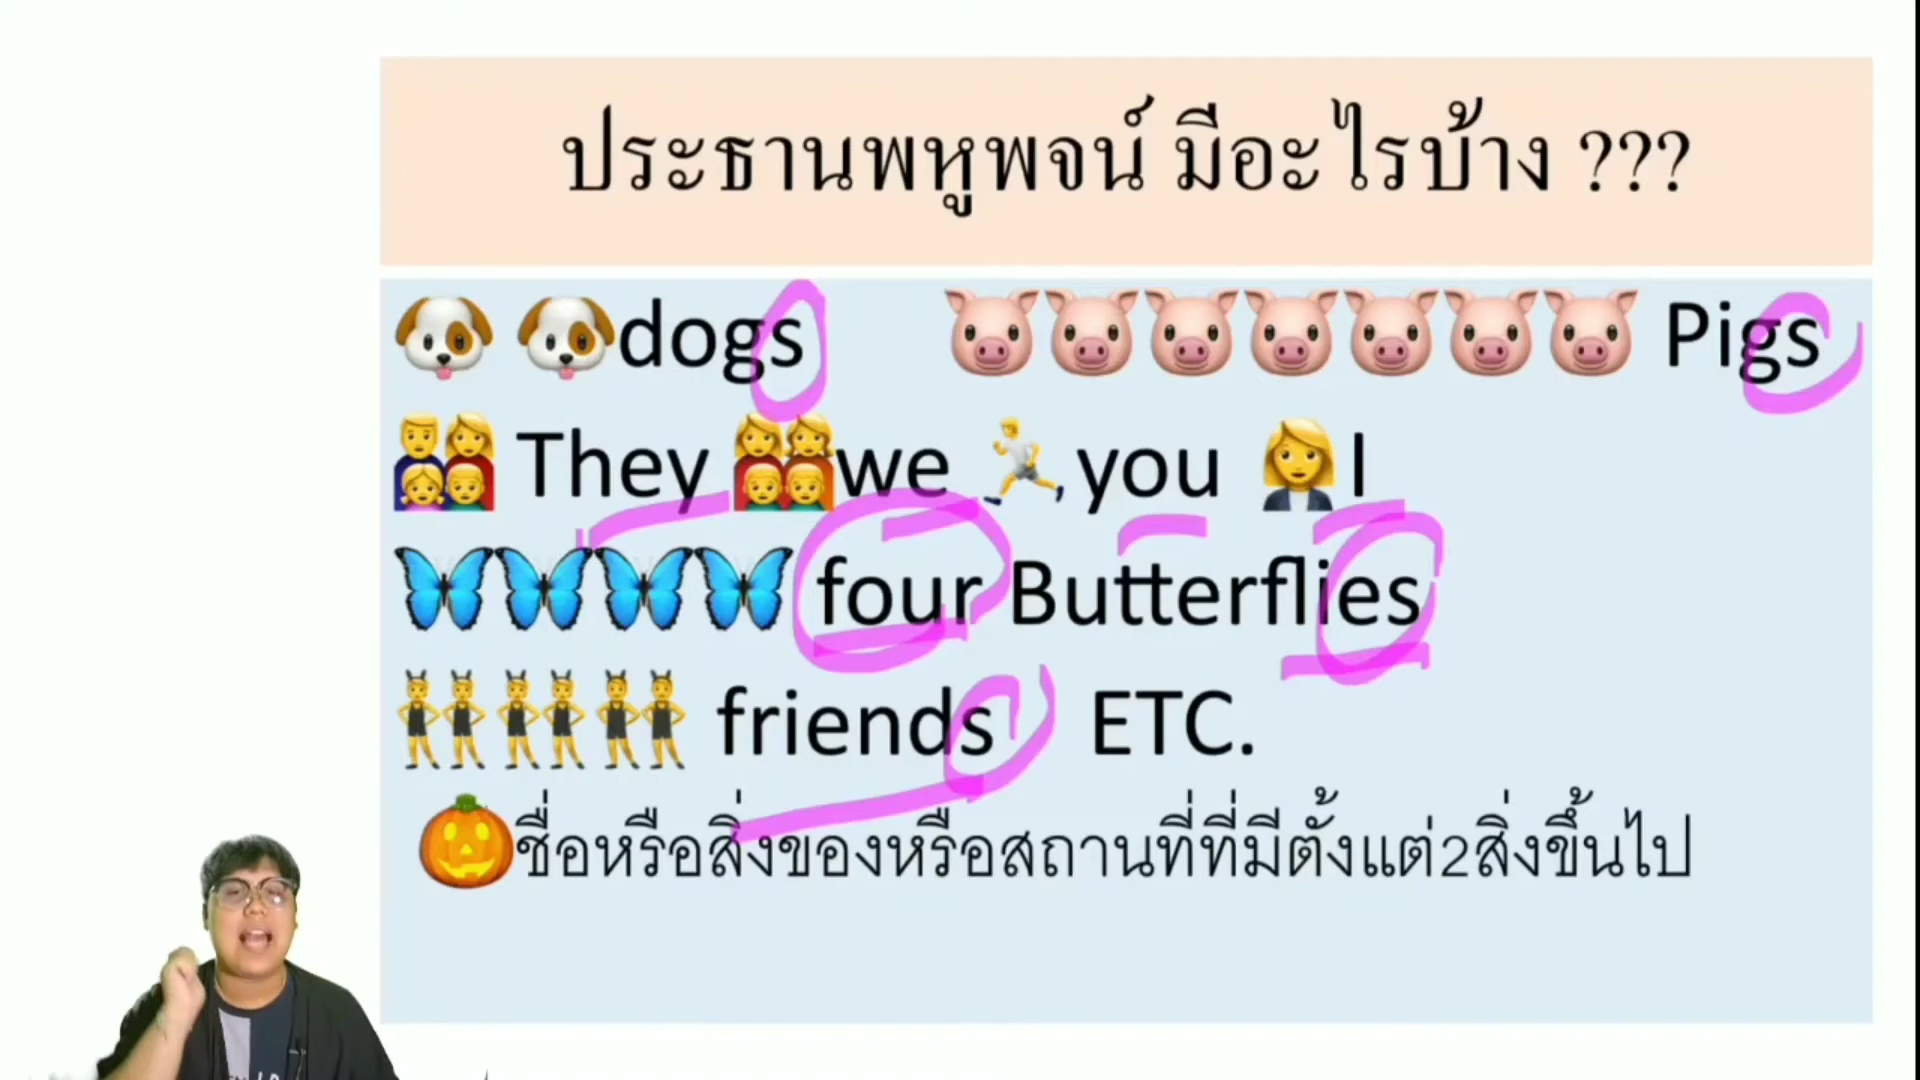 ประธานพหูพจน์ มีอะไรบ้าง ???
dogs Pigs
They we you I
four Butterflies
friends ETC.
ชื่อหรือสิ่งของหรือสถานที่ที่มีตั้งแต่2สิ่งขึ้นไป